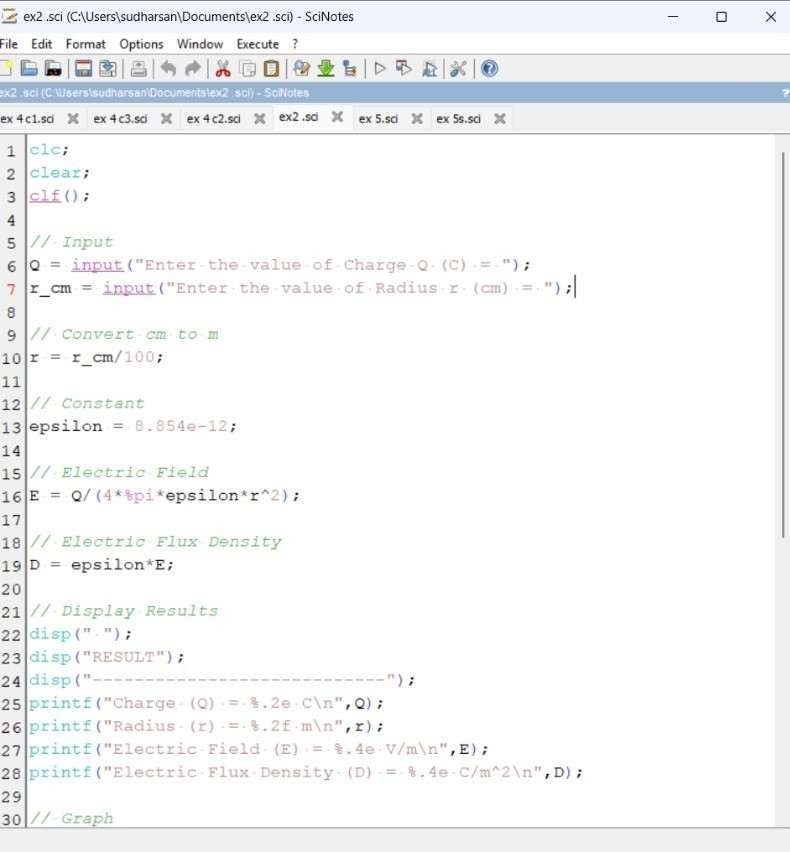 ex2 .sci (C:\Users\sudharsan\Documents\ex2 .sci) - SciNotes
File Edit Format Options Window Execute ?
ex2 .sci (C:\Users\sudharsan\Documents\ex2 .sci) - SciNotes ?
ex 4 c1.sci ex 4 c3.sci ex 4 c2.sci ex2 .sci ex 5.sci ex 5s.sci
1 clc;
2 clear;
3 clf();
4
5 // Input
6 Q = input("Enter the value of Charge Q (C) = ");
7 r_cm = input("Enter the value of Radius r (cm) = ");
8
9 // Convert cm to m
10 r = r_cm/100;
11
12 // Constant
13 epsilon = 8.854e-12;
14
15 // Electric Field
16 E = Q/(4*%pi*epsilon*r^2);
17
18 // Electric Flux Density
19 D = epsilon*E;
20
21 // Display Results
22 disp(" ");
23 disp("RESULT");
24 disp("----------------------------");
25 printf("Charge (Q) = %.2e C\n",Q);
26 printf("Radius (r) = %.2f m\n",r);
27 printf("Electric Field (E) = %.4e V/m\n",E);
28 printf("Electric Flux Density (D) = %.4e C/m^2\n",D);
29
30 // Graph